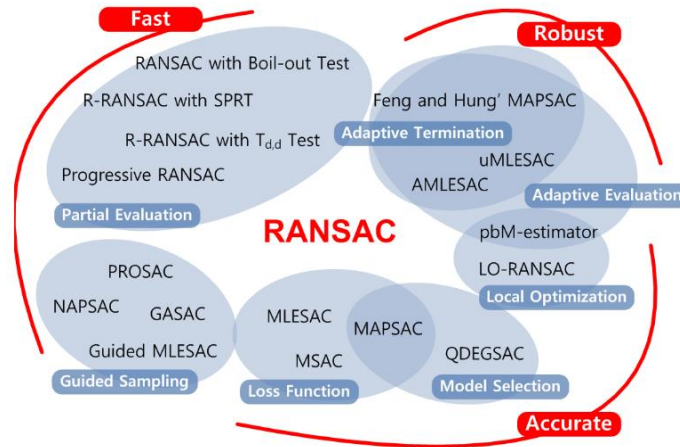 Fast
Robust
RANSAC with Boil-out Test
R-RANSAC with SPRT
Feng and Hung' MAPSAC
R-RANSAC with Td,d Test
Adaptive Termination
uMLESAC
Progressive RANSAC
AMLESAC
Adaptive Evaluation
Partial Evaluation
RANSAC
pbM-estimator
LO-RANSAC
Local Optimization
PROSAC
NAPSAC
GASAC
Guided MLESAC
Guided Sampling
MLESAC
MAPSAC
MSAC
QDEGSAC
Loss Function
Model Selection
Accurate